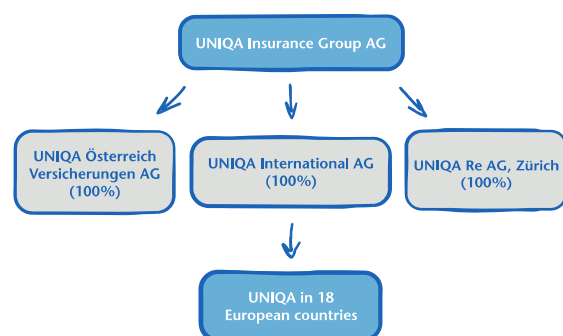 UNIQA Insurance Group AG
UNIQA Österreich
Versicherungen AG
(100%)
UNIQA International AG
(100%)
UNIQA Re AG, Zürich
(100%)
UNIQA in 18
European countries